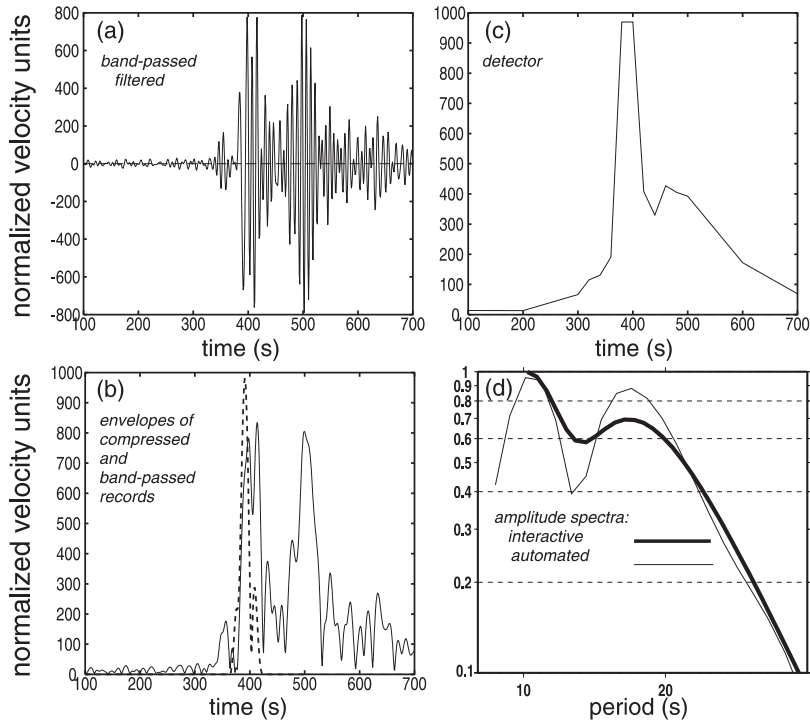 normalized velocity units
800
600
400
200
0
-200
-400
-600
-800
(a)
band-passed
filtered
100 200 300 400 500 600 700
time (s)
1000
900
800
700
600
500
400
300
200
100
0
(c)
detector
100 200 300 400 500 600 700
time (s)
normalized velocity units
1000
900
800
700
600
500
400
300
200
100
0
(b)
envelopes of
compressed
and
band-passed
records
100 200 300 400 500 600 700
time (s)
1
0.9
0.8
0.7
0.6
0.5
0.4
0.3
0.2
0.1
(d)
amplitude spectra:
interactive
automated
10 20
period (s)